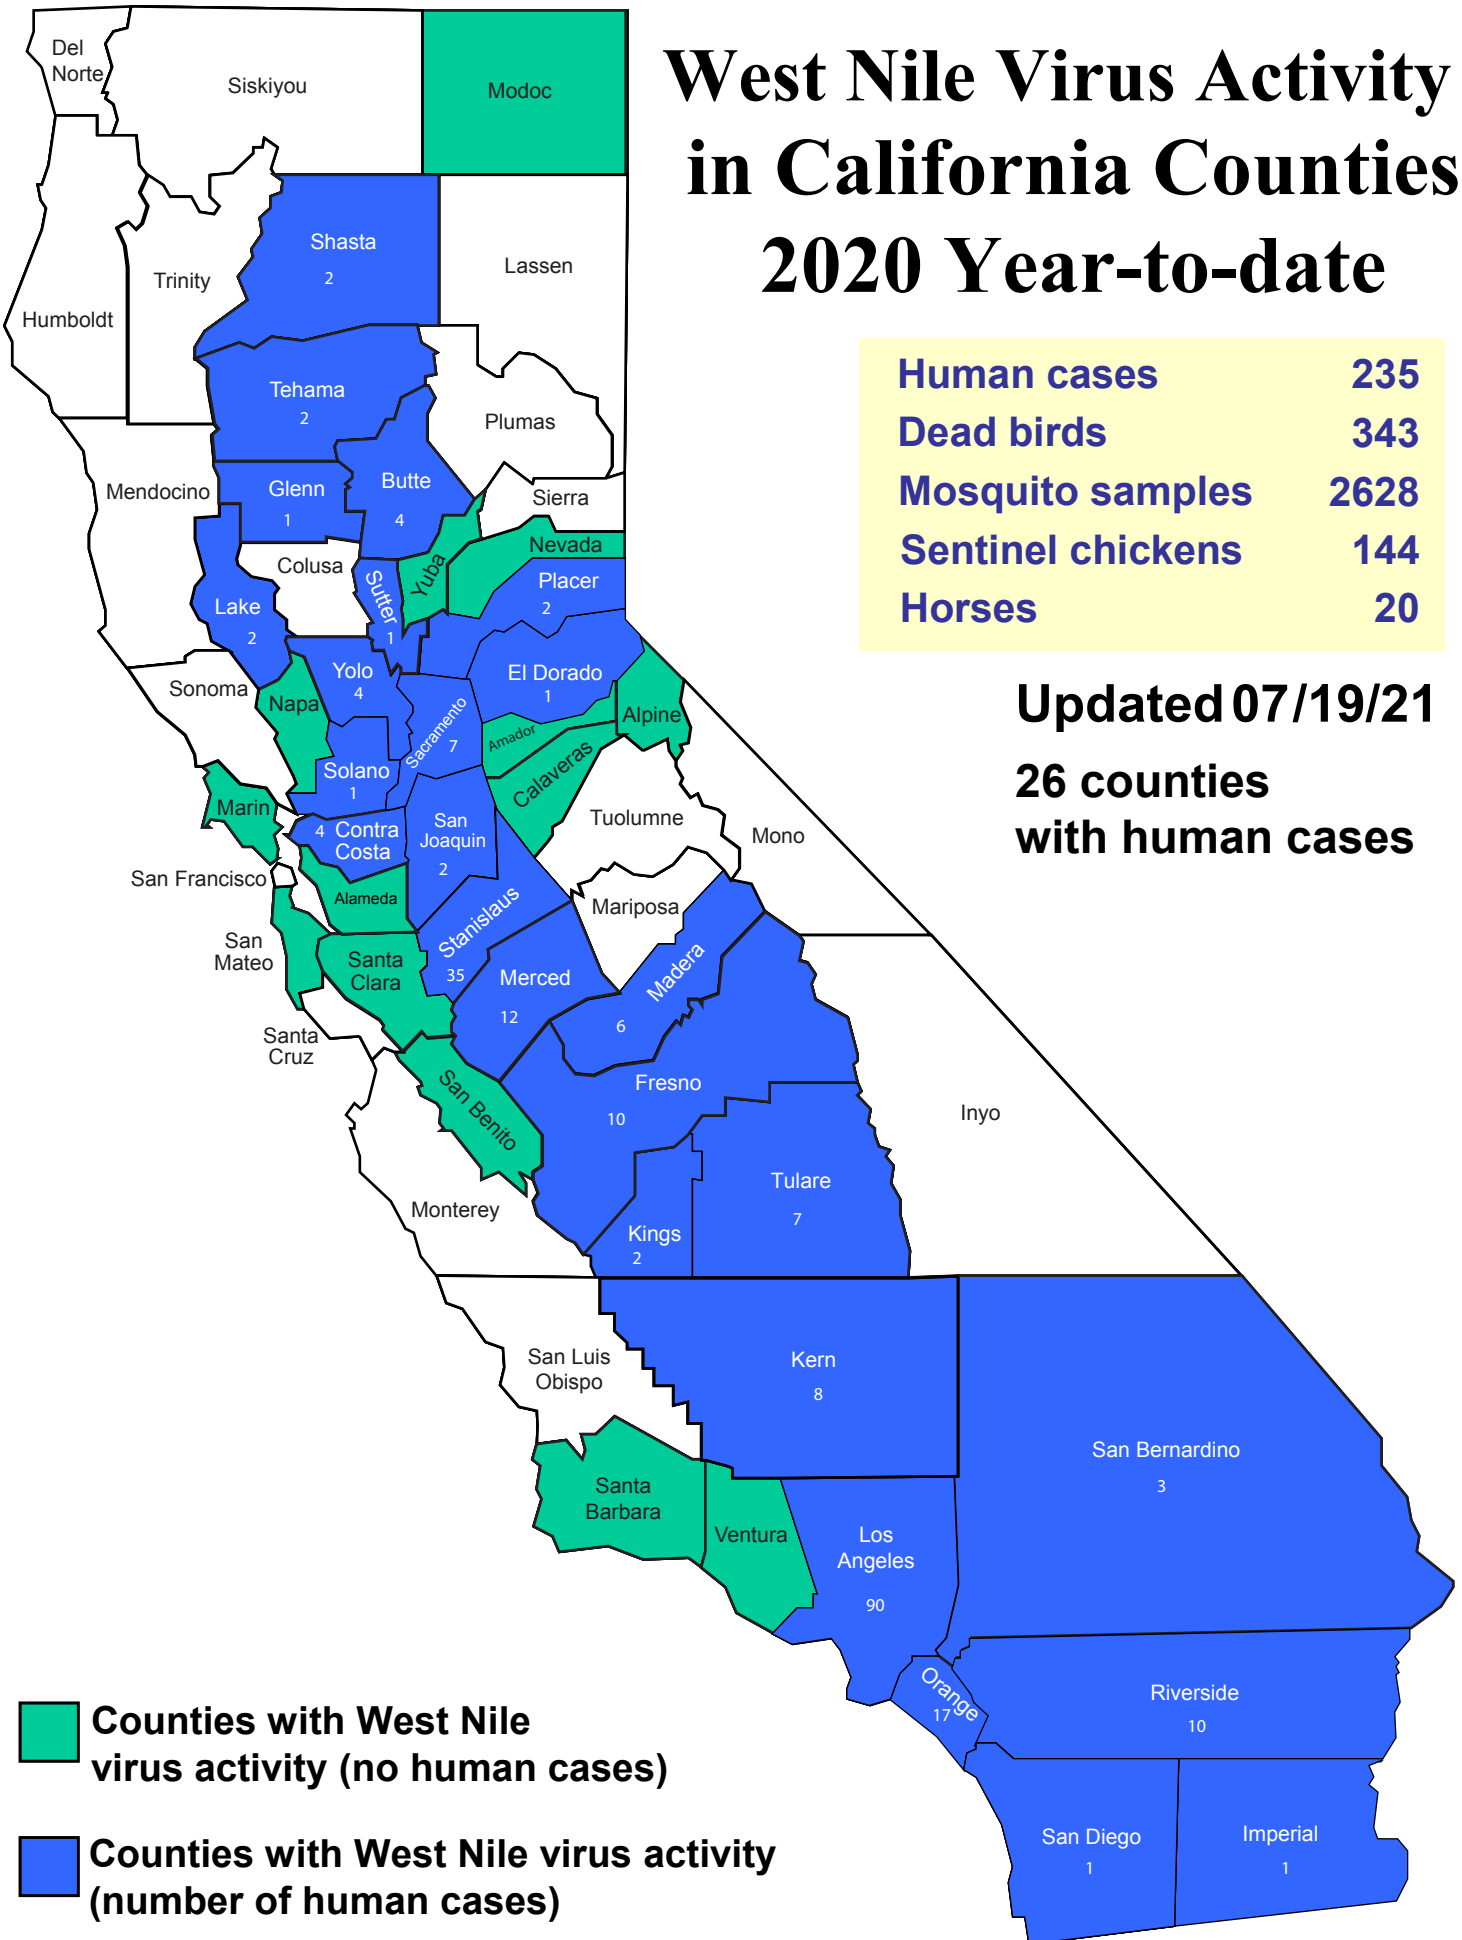 West Nile Virus Activity
in California Counties
2020 Year-to-date
Human cases 235
Dead birds 343
Mosquito samples 2628
Sentinel chickens 144
Horses 20
Updated 07/19/21
26 counties
with human cases
Del
Norte
Siskiyou
Modoc
Shasta
2
Trinity
Lassen
Humboldt
Tehama
2
Plumas
Mendocino
Glenn
1
Butte
4
Sierra
Nevada
Colusa
Yuba
Sutter
1
Placer
2
Lake
2
Yolo
4
El Dorado
1
Sonoma
Napa
Sacramento
7
Amador
Alpine
Calaveras
Solano
1
Marin
4 Contra
Costa
San
Joaquin
2
Tuolumne
Mono
San Francisco
Alameda
Stanislaus
35
Mariposa
San
Mateo
Santa
Clara
Merced
12
Madera
6
Santa
Cruz
Fresno
10
San Benito
Inyo
Tulare
7
Monterey
Kings
2
San Luis
Obispo
Kern
8
San Bernardino
3
Santa
Barbara
Ventura
Los
Angeles
90
Orange
17
Riverside
10
San Diego
1
Imperial
1
Counties with West Nile
virus activity (no human cases)
Counties with West Nile virus activity
(number of human cases)